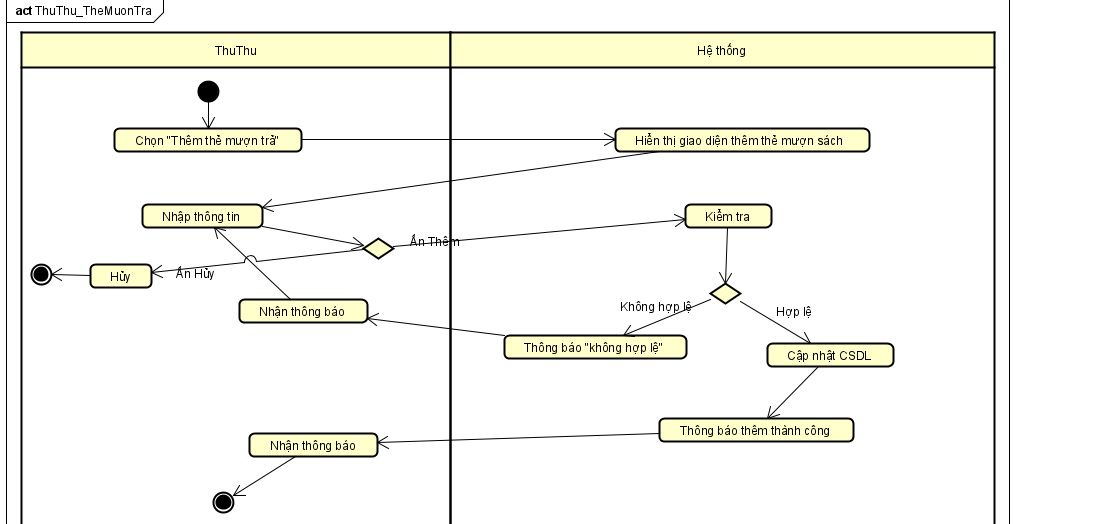 act ThuThu_TheMuonTra
ThuThu
Hệ thống
Chọn "Thêm thẻ mượn trả"
Hiển thị giao diện thêm thẻ mượn sách
Nhập thông tin
Kiểm tra
Ấn Thêm
Hủy
Ấn Hủy
Nhận thông báo
Không hợp lệ
Hợp lệ
Thông báo "không hợp lệ"
Cập nhật CSDL
Thông báo thêm thành công
Nhận thông báo